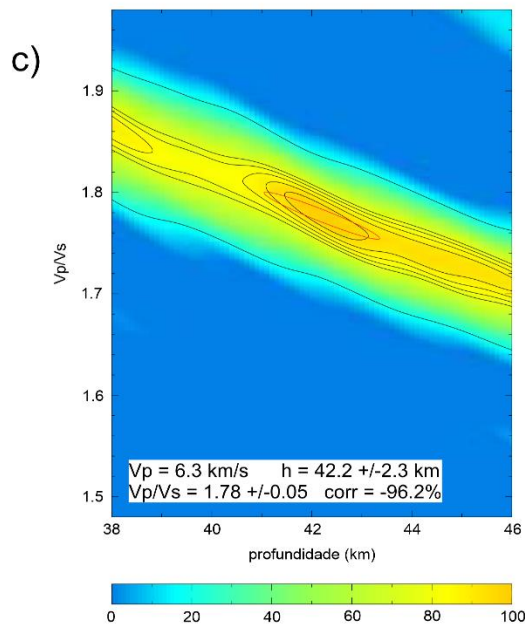 c)
1.9
1.8
Vp/Vs
1.7
1.6
1.5
Vp = 6.3 km/s h = 42.2 +/-2.3 km
Vp/Vs = 1.78 +/-0.05 corr = -96.2%
38 40 42 44 46
profundidade (km)
0 20 40 60 80 100